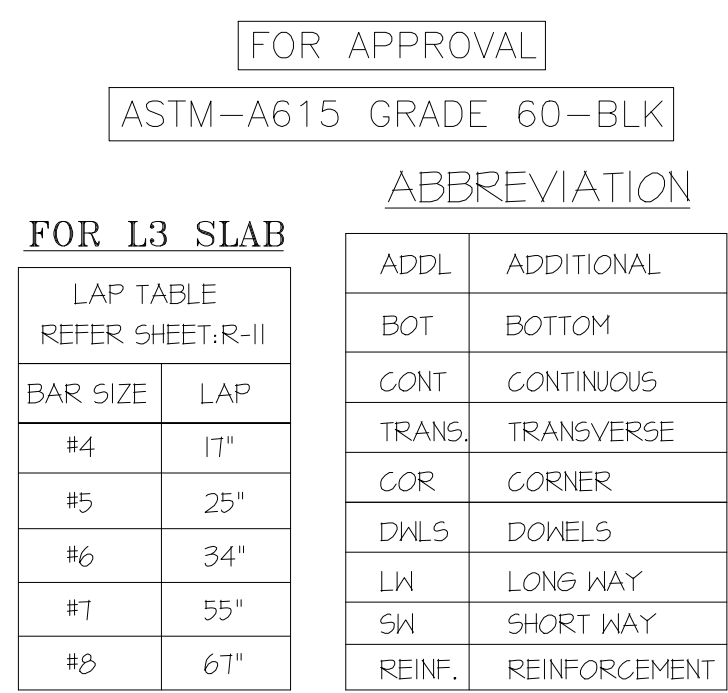 FOR APPROVAL
ASTM-A615 GRADE 60-BLK
FOR L3 SLAB
LAP TABLE
REFER SHEET:R-11
BAR SIZE LAP
#4 17"
#5 25"
#6 34"
#7 55"
#8 67"
ABBREVIATION
ADDL ADDITIONAL
BOT BOTTOM
CONT CONTINUOUS
TRANS. TRANSVERSE
COR CORNER
DWLS DOWELS
LW LONG WAY
SW SHORT WAY
REINF. REINFORCEMENT